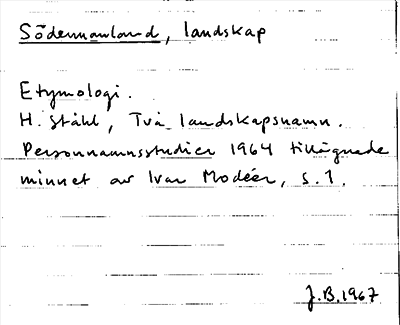 Södermanland, landskap
Etymologi.
H. Ståhl, Två landskapsnamn.
Personnamnsstudier 1964 tillägnade
minnet av Ivar Modéer, s. 1.
J.B. 1967